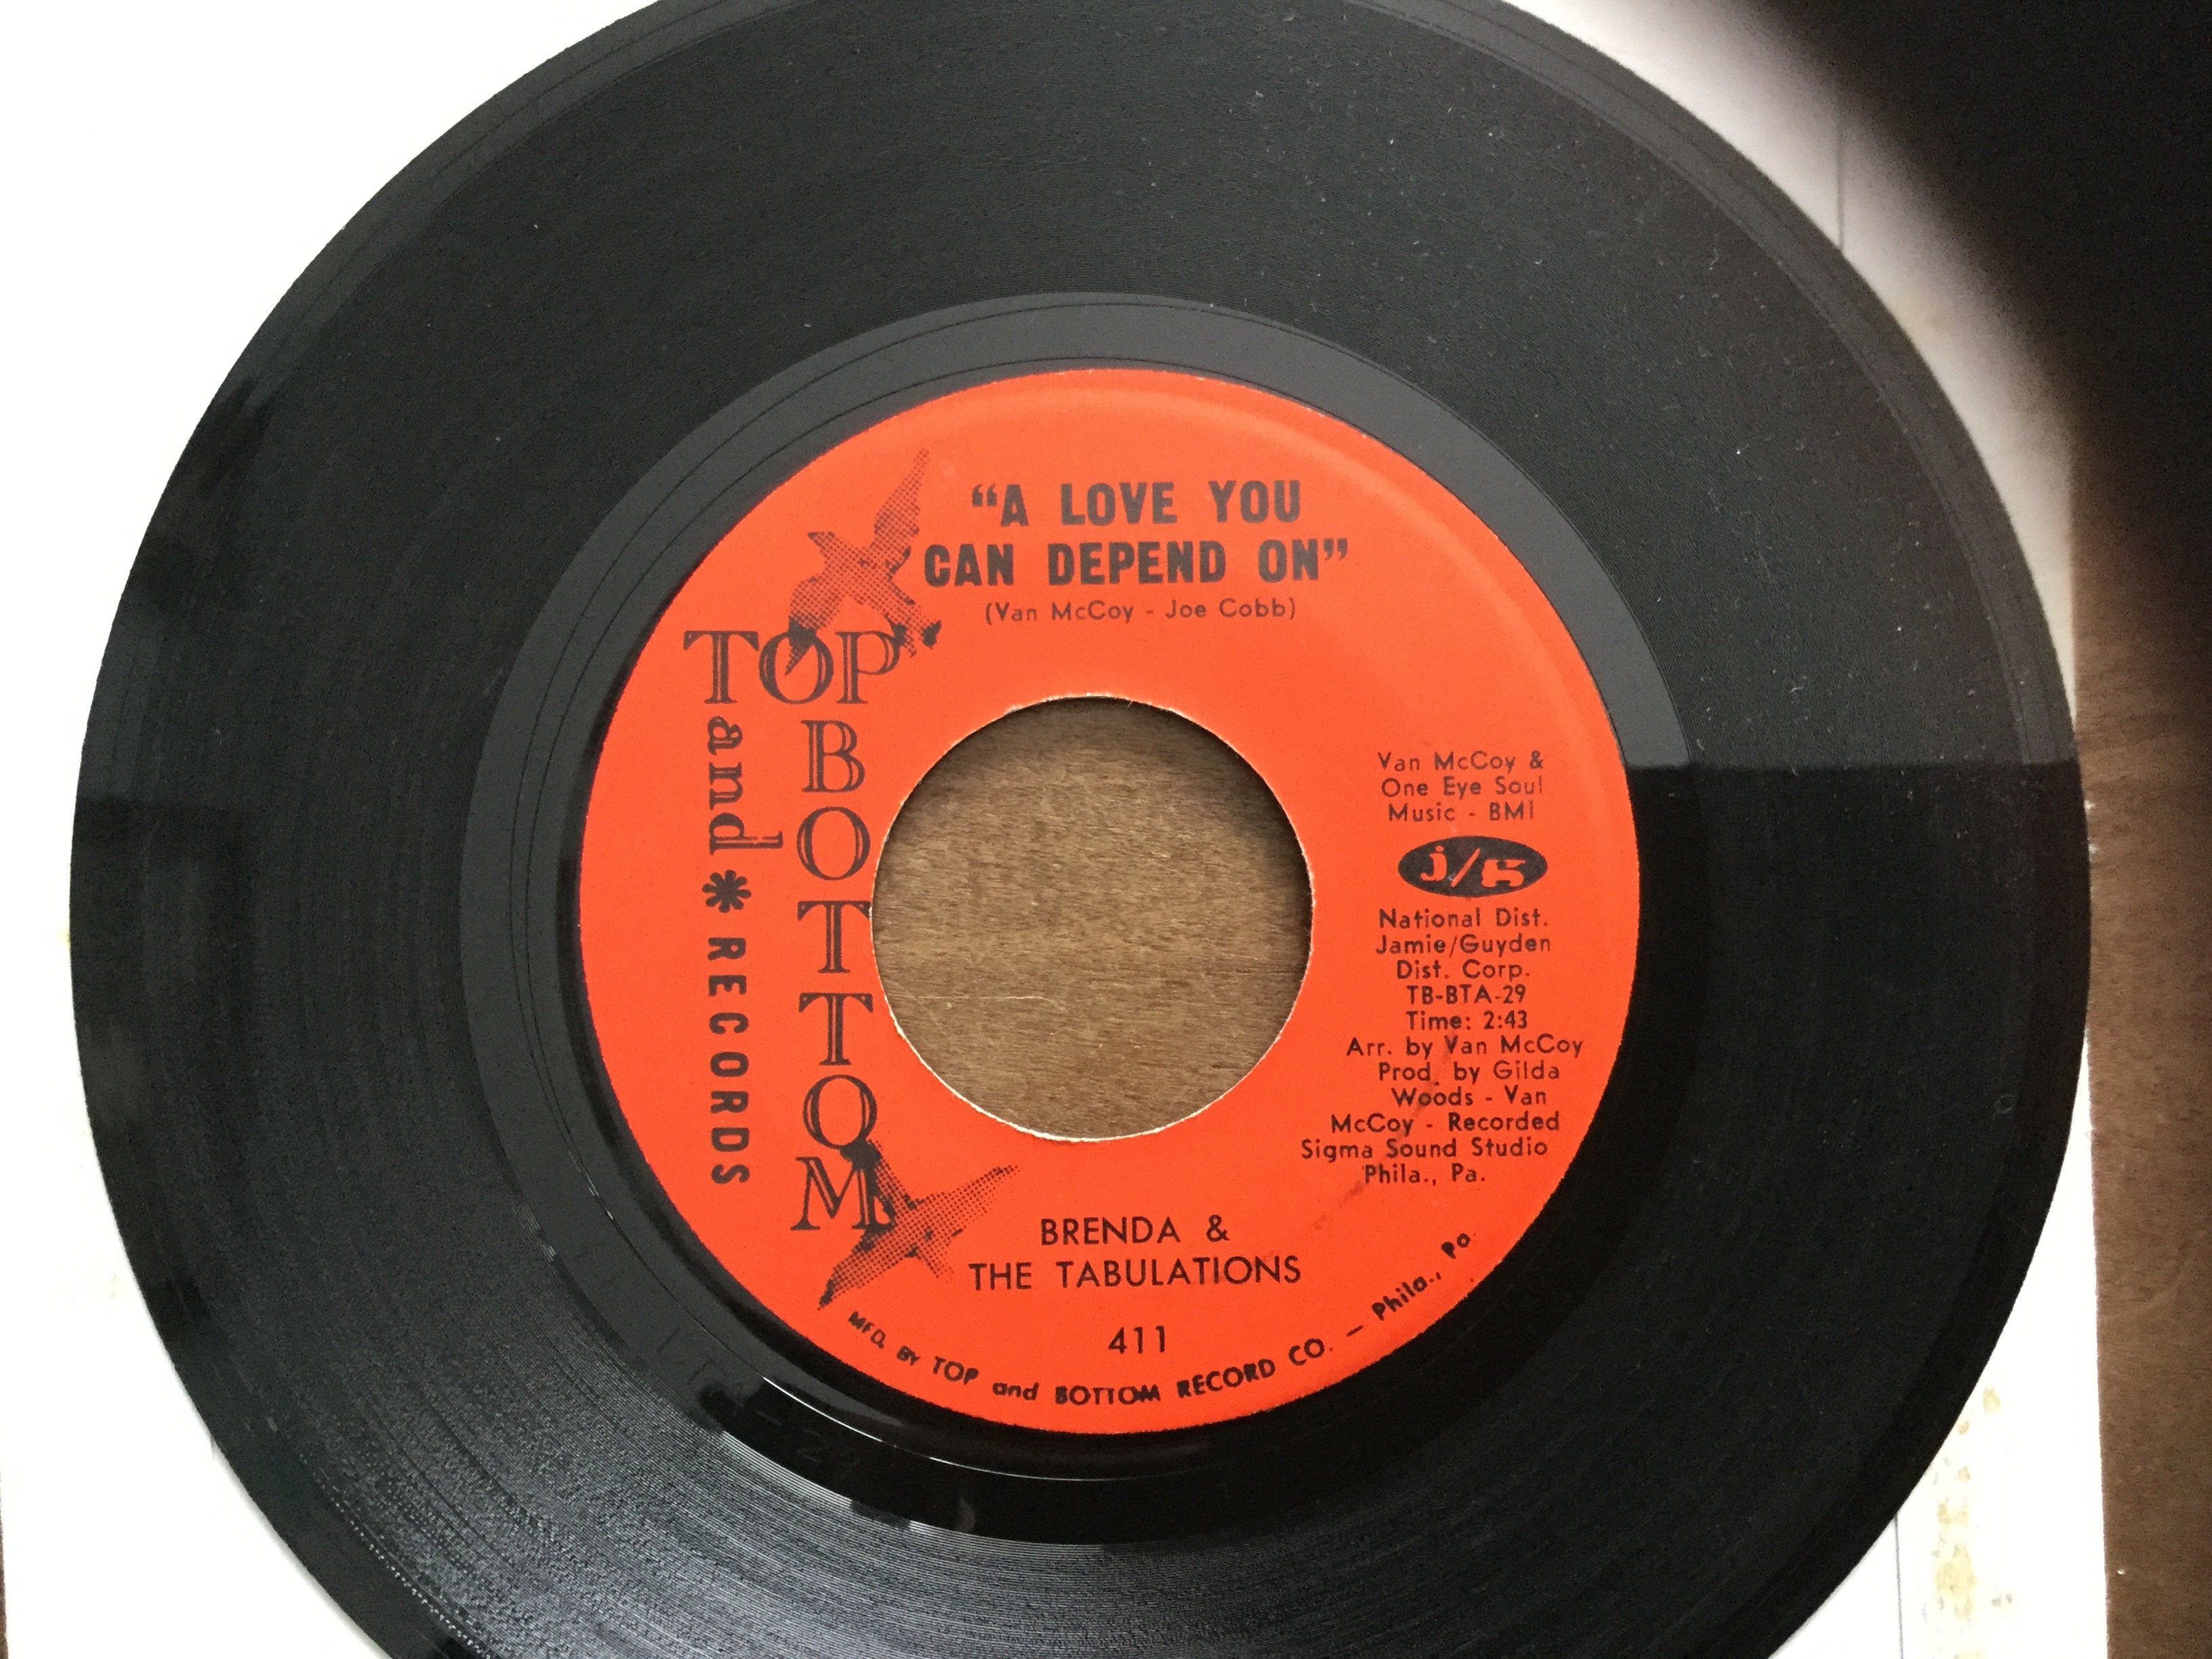 “A LOVE YOU
CAN DEPEND ON”
(Van McCoy - Joe Cobb)
TOP
and
BOTTOM
RECORDS
Van McCoy &
One Eye Soul
Music - BMI
j/g
National Dist.
Jamie/Guyden
Dist. Corp.
TB-BTA-29
Time: 2:43
Arr. by Van McCoy
Prod. by Gilda
Woods - Van
McCoy - Recorded
Sigma Sound Studio
Phila., Pa.
BRENDA &
THE TABULATIONS
411
MFD. BY TOP and BOTTOM RECORD CO. — Phila., Pa.